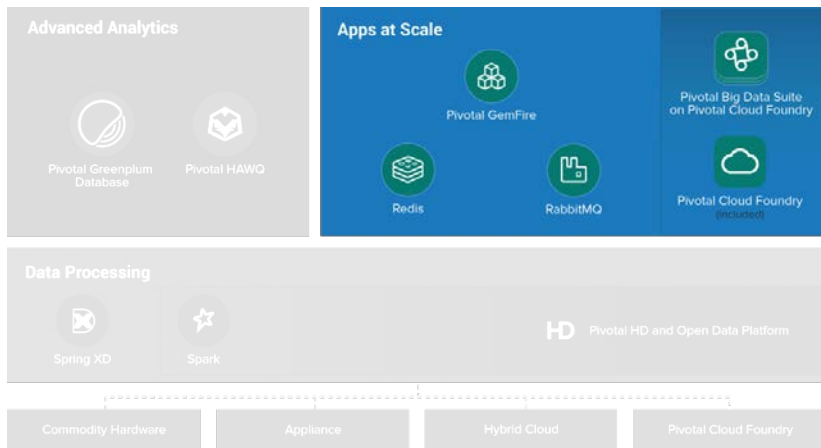 Advanced Analytics
Pivotal Greenplum
Database
Pivotal HAWQ
Apps at Scale
Pivotal GemFire
Redis
RabbitMQ
Pivotal Big Data Suite
on Pivotal Cloud Foundry
Pivotal Cloud Foundry
(included)
Data Processing
Spring XD
Spark
HD Pivotal HD and Open Data Platform
Commodity Hardware
Appliance
Hybrid Cloud
Pivotal Cloud Foundry